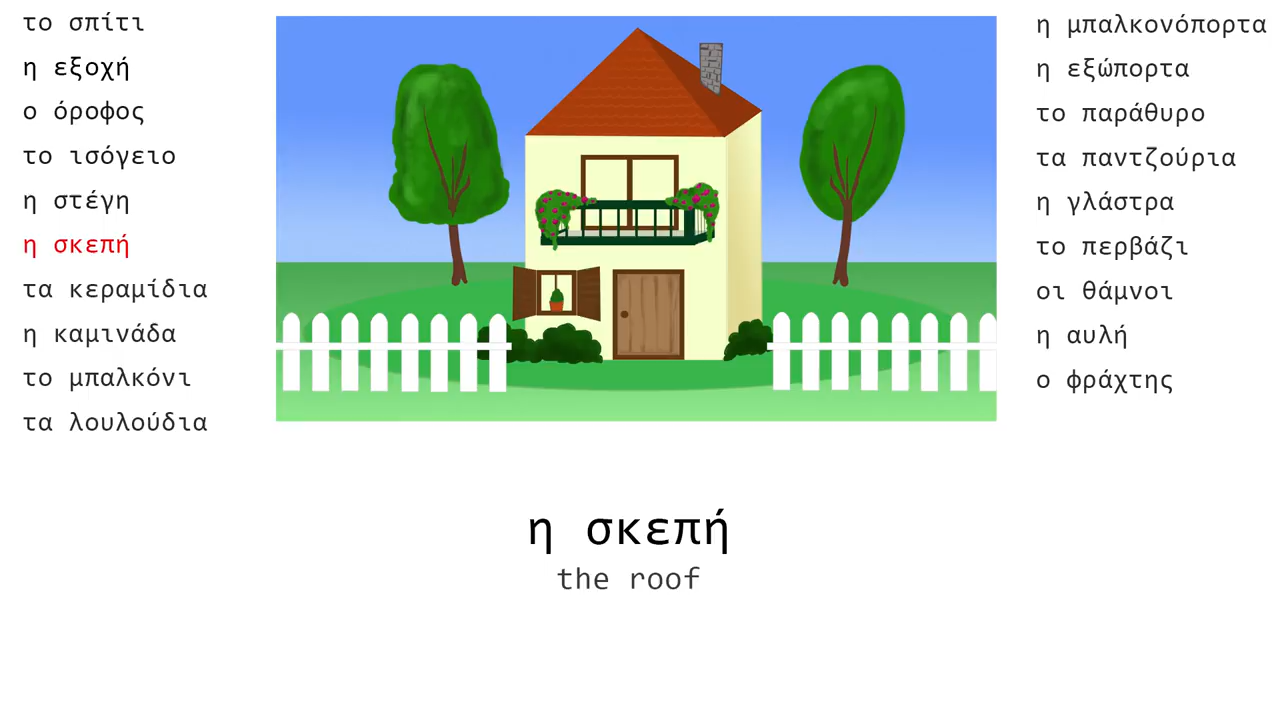 το σπίτι
η εξοχή
ο όροφος
το ισόγειο
η στέγη
η σκεπή
τα κεραμίδια
η καμινάδα
το μπαλκόνι
τα λουλούδια
η μπαλκονόπορτα
η εξώπορτα
το παράθυρο
τα παντζούρια
η γλάστρα
το περβάζι
οι θάμνοι
η αυλή
ο φράχτης
η σκεπή
the roof